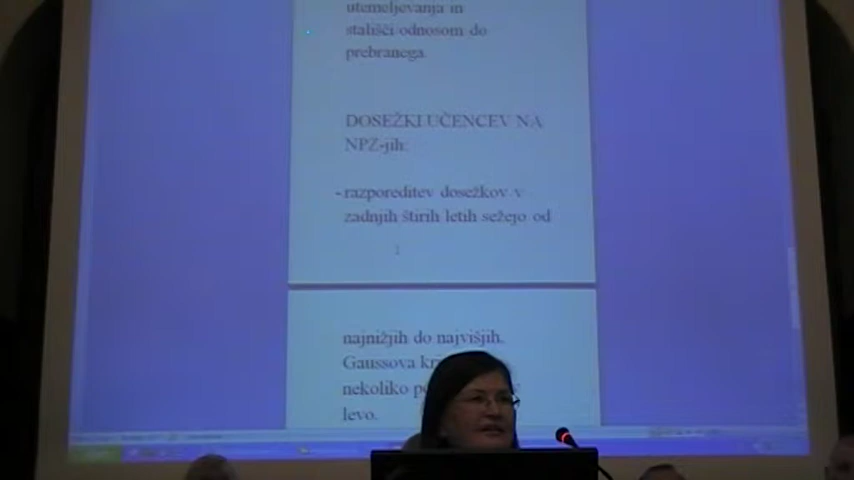 utemeljevanja in
stališči odnosom do
prebranega.
DOSEŽKI UČENCEV NA
NPZ-jih:
- razporeditev dosežkov v
zadnjih štirih letih sežejo od
najnižjih do najvišjih.
Gaussova
nekoliko
levo.